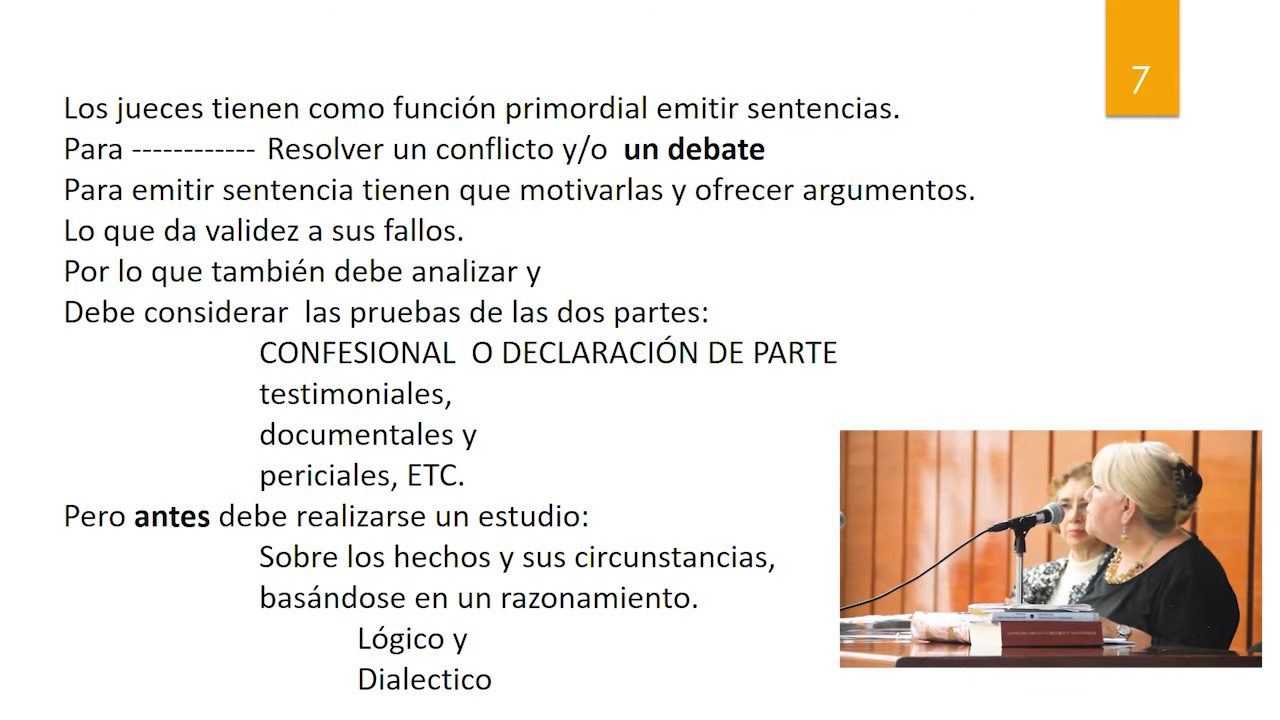 7
Los jueces tienen como función primordial emitir sentencias.
Para ------------ Resolver un conflicto y/o un debate
Para emitir sentencia tienen que motivarlas y ofrecer argumentos.
Lo que da validez a sus fallos.
Por lo que también debe analizar y
Debe considerar las pruebas de las dos partes:
CONFESIONAL O DECLARACIÓN DE PARTE
testimoniales,
documentales y
periciales, ETC.
Pero antes debe realizarse un estudio:
Sobre los hechos y sus circunstancias,
basándose en un razonamiento.
Lógico y
Dialectico